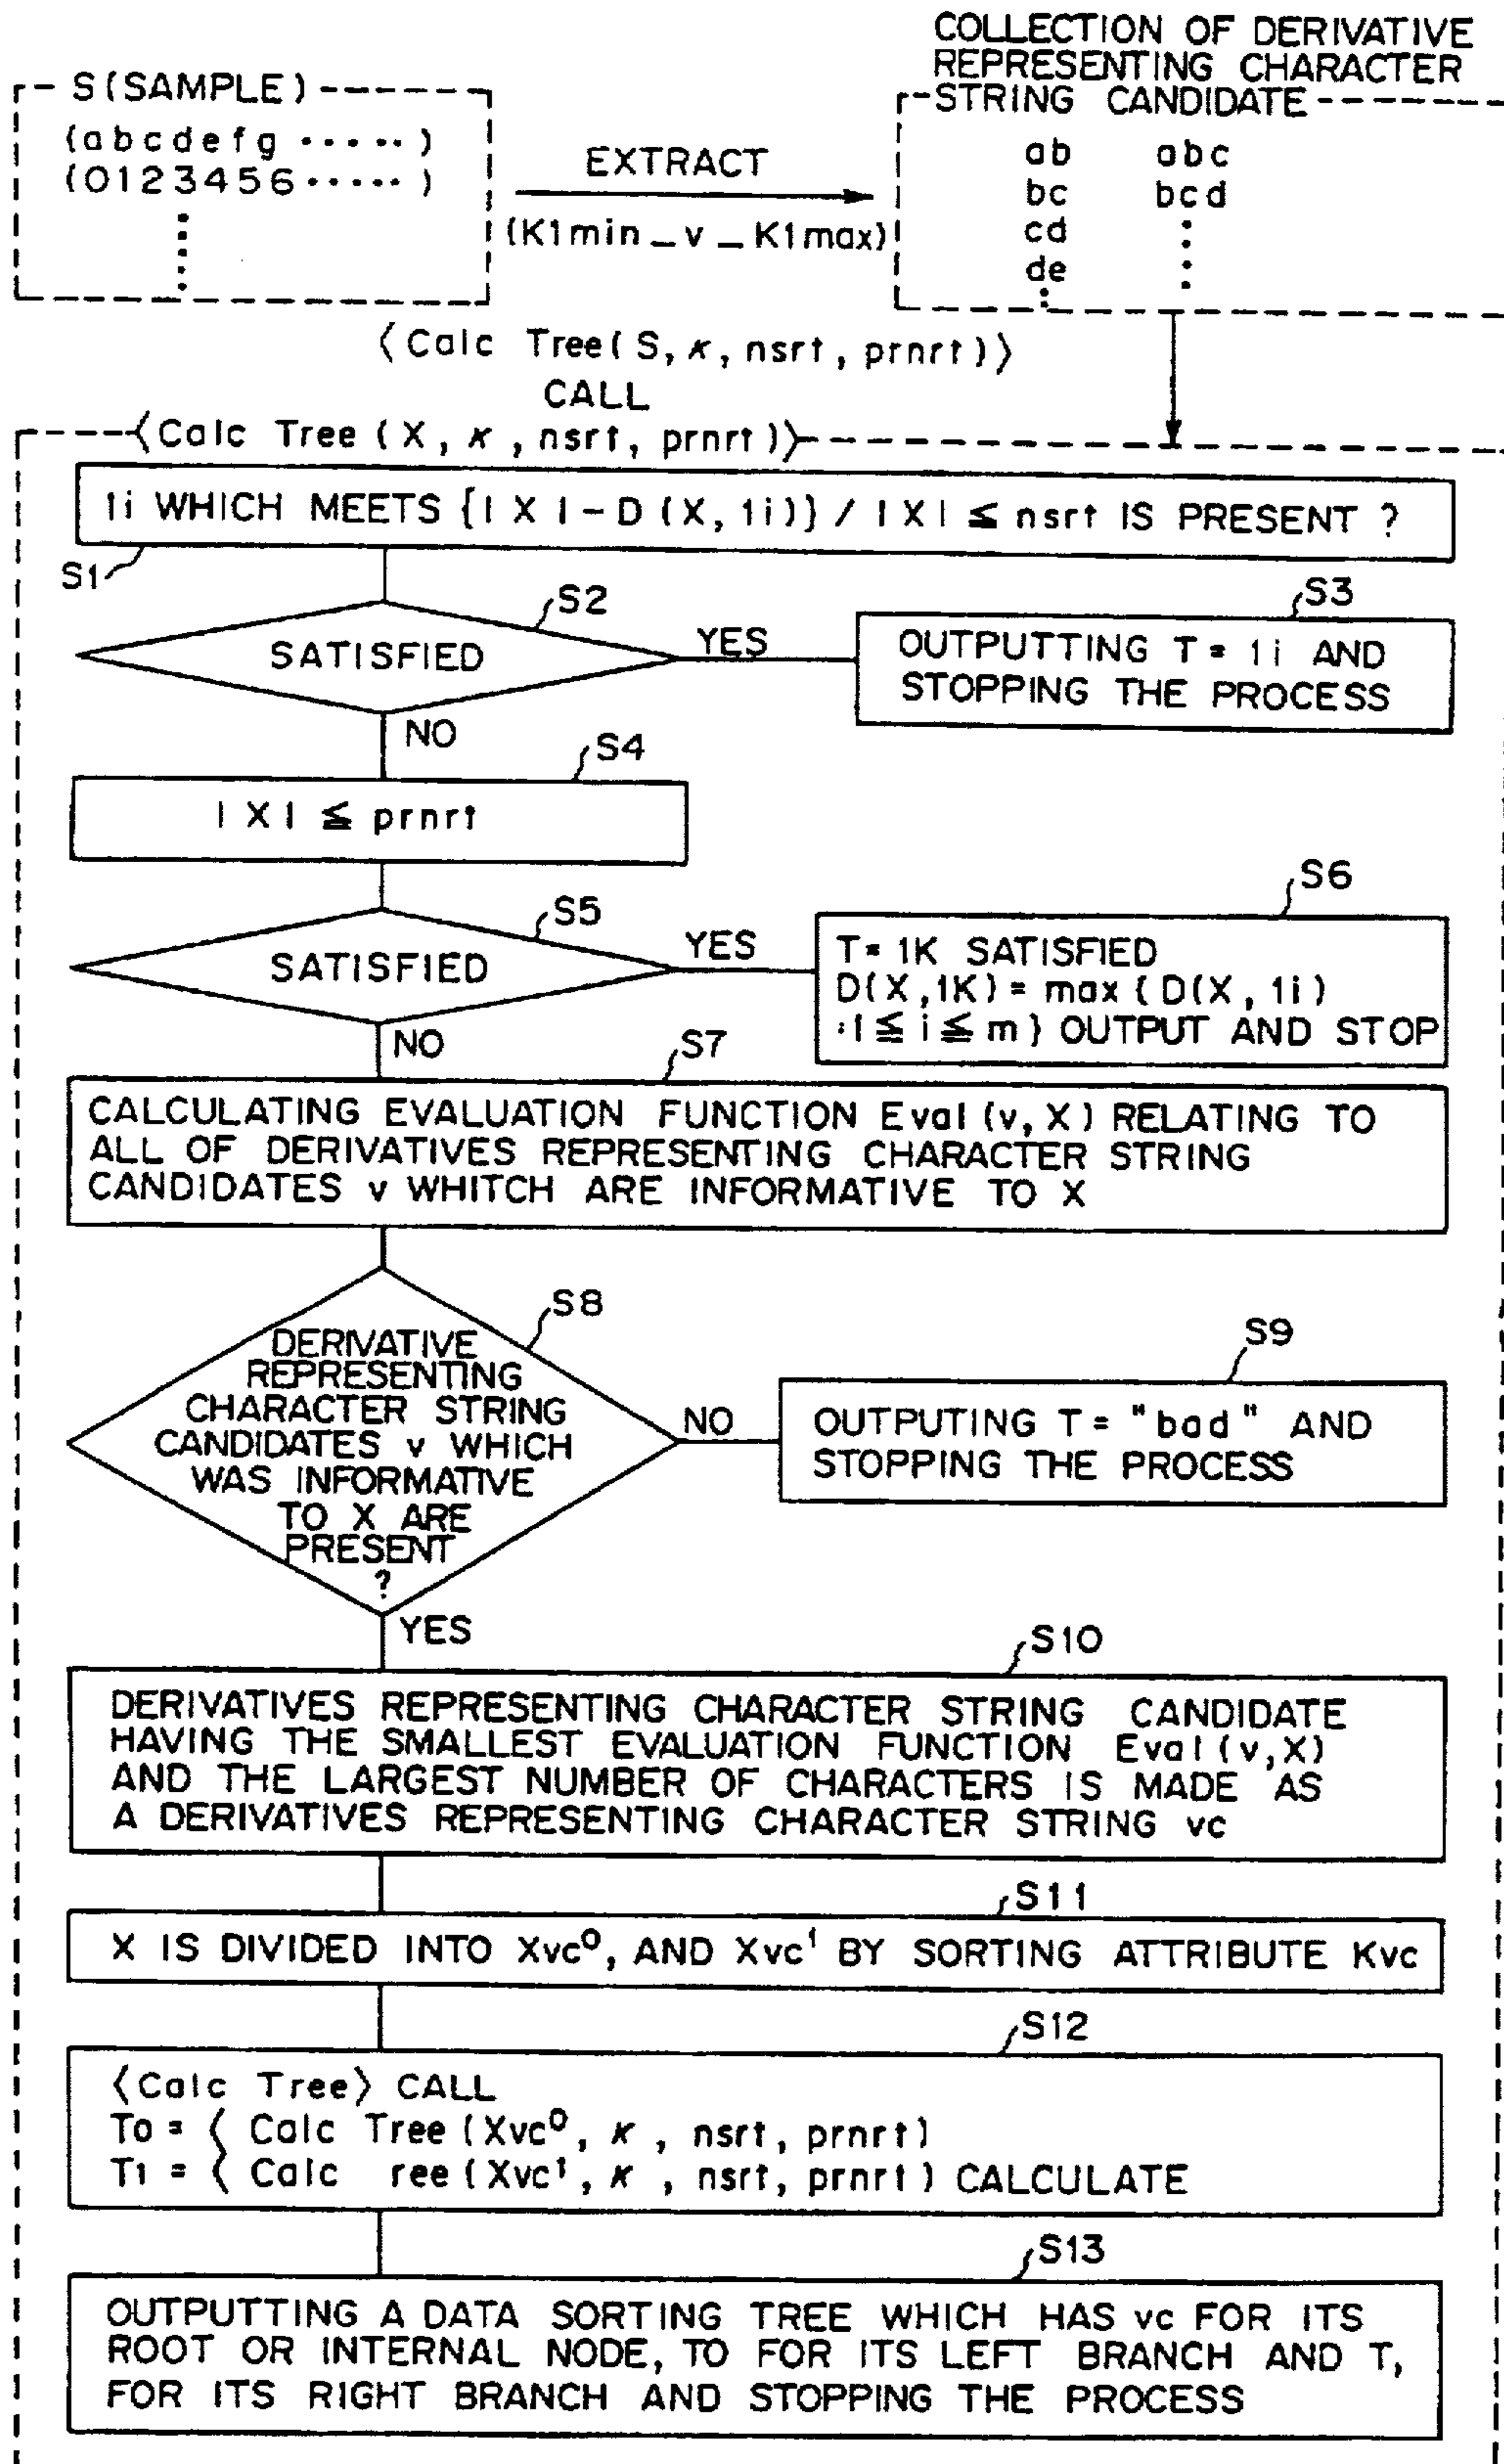 COLLECTION OF DERIVATIVE
REPRESENTING CHARACTER
STRING CANDIDATE
S(SAMPLE)
(abcdefg ・・・・・ )
(0123456 ・・・・・ )
EXTRACT
(K1min_v_K1max)
ab abc
bc bcd
cd
de
〈Calc Tree(S, κ, nsrt, prnrt)〉
CALL
〈Calc Tree (X, κ, nsrt, prnrt)〉
1i WHICH MEETS {|X|-D(X,1i)}/|X| ≦ nsrt IS PRESENT ?
S1
S2
SATISFIED
YES
S3
OUTPUTTING T = 1i AND
STOPPING THE PROCESS
NO
S4
|X| ≦ prnrt
S5
SATISFIED
YES
S6
T= 1K SATISFIED
D(X,1K) = max {D(X, 1i)
:1 ≦ i ≦ m} OUTPUT AND STOP
NO
S7
CALCULATING EVALUATION FUNCTION Eval (v, X) RELATING TO
ALL OF DERIVATIVES REPRESENTING CHARACTER STRING
CANDIDATES v WHITCH ARE INFORMATIVE TO X
S8
DERIVATIVE
REPRESENTING
CHARACTER STRING
CANDIDATES v WHICH
WAS INFORMATIVE
TO X ARE
PRESENT
?
NO
S9
OUTPUTING T = "bad" AND
STOPPING THE PROCESS
YES
S10
DERIVATIVES REPRESENTING CHARACTER STRING CANDIDATE
HAVING THE SMALLEST EVALUATION FUNCTION Eval (v,X)
AND THE LARGEST NUMBER OF CHARACTERS IS MADE AS
A DERIVATIVES REPRESENTING CHARACTER STRING vc
S11
X IS DIVIDED INTO Xvc⁰, AND Xvc¹ BY SORTING ATTRIBUTE Kvc
S12
〈Calc Tree〉 CALL
To = 〈 Calc Tree (Xvc⁰, κ, nsrt, prnrt)
T1 = 〈 Calc ree (Xvc¹, κ, nsrt, prnrt) CALCULATE
S13
OUTPUTTING A DATA SORTING TREE WHICH HAS vc FOR ITS
ROOT OR INTERNAL NODE, TO FOR ITS LEFT BRANCH AND T,
FOR ITS RIGHT BRANCH AND STOPPING THE PROCESS